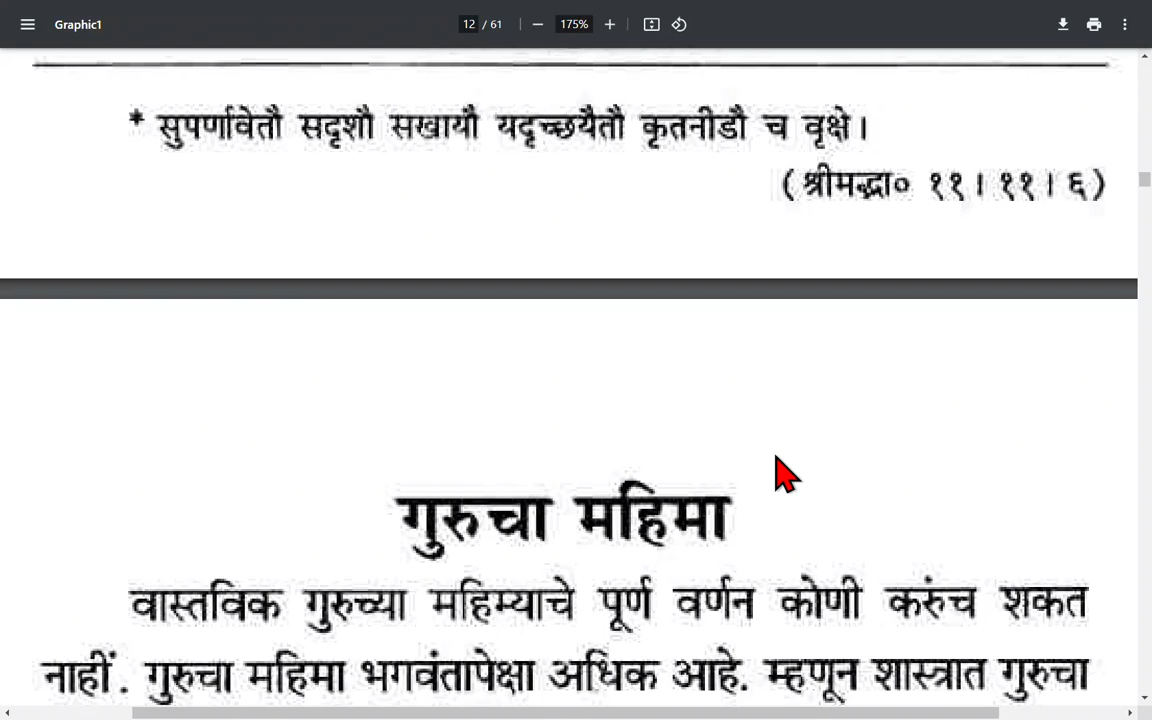 Graphic1
12 / 61
175%
* सुपर्णावेतौ सदृशौ सखायौ यदृच्छयैतौ कृतनीडौ च वृक्षे।
(श्रीमद्भा० ११। ११। ६)
गुरुचा महिमा
वास्तविक गुरुच्या महिम्याचे पूर्ण वर्णन कोणी करुंच शकत
नाहीं. गुरुचा महिमा भगवंतापेक्षा अधिक आहे. म्हणून शास्त्रात गुरुचा